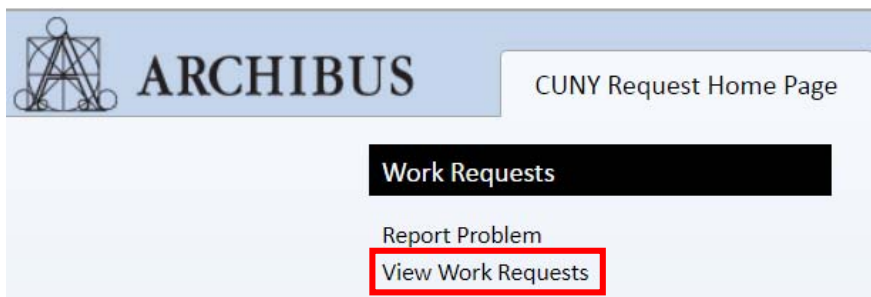 ARCHIBUS
CUNY Request Home Page
Work Requests
Report Problem
View Work Requests